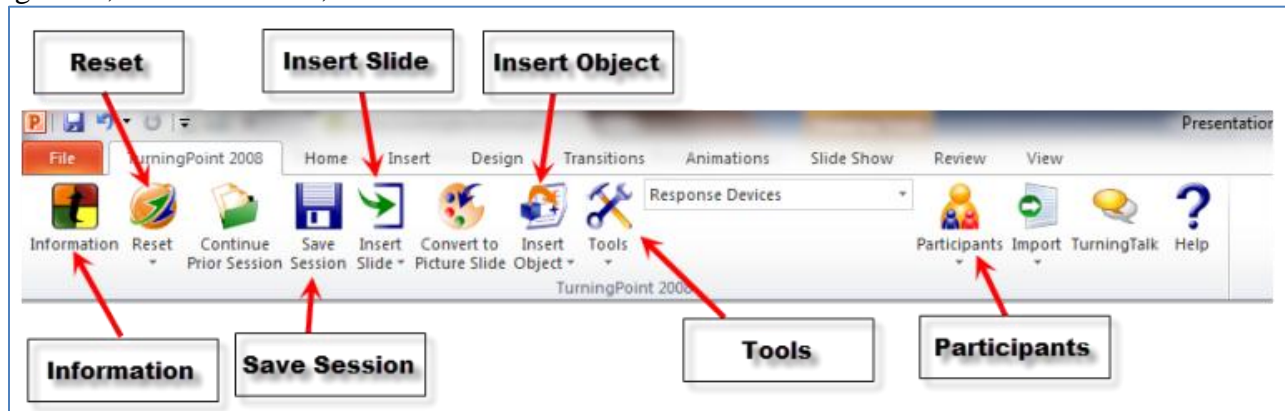 Reset
Insert Slide
Insert Object
Presentation
File TurningPoint 2008 Home Insert Design Transitions Animations Slide Show Review View
Response Devices
Information Reset Continue Prior Session Save Session Insert Slide Convert to Picture Slide Insert Object Tools Participants Import TurningTalk Help
TurningPoint 2008
Information
Save Session
Tools
Participants